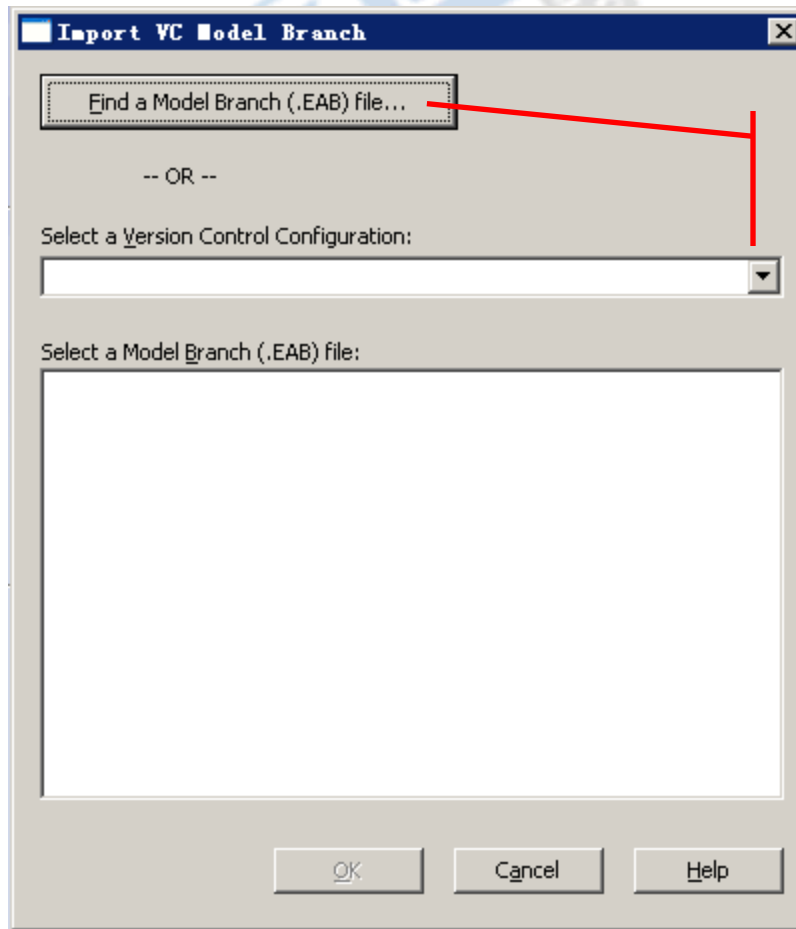 Import VC Model Branch
Find a Model Branch (.EAB) file...
-- OR --
Select a Version Control Configuration:
Select a Model Branch (.EAB) file:
OK Cancel Help